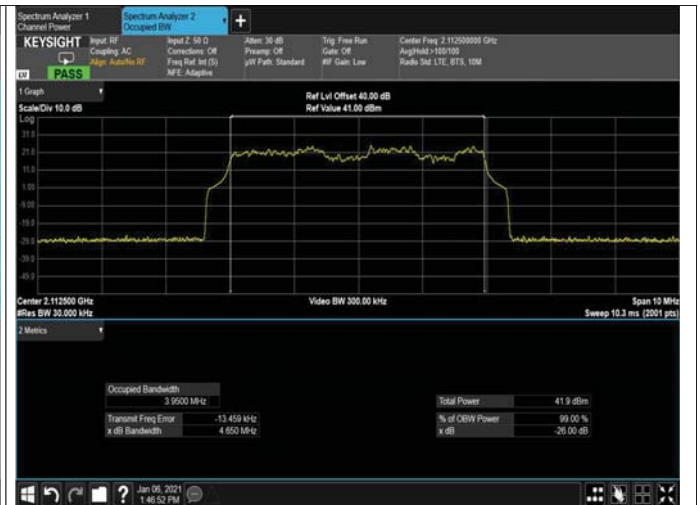 Spectrum Analyzer 1
Channel Power
Spectrum Analyzer 2
Occupied BW
+
KEYSIGHT
LV
PASS
Input: RF
Coupling: AC
Align: Auto/No RF
Input Z: 50 Ω
Corrections: Off
Freq Ref: Int (S)
NFE: Adaptive
Atten: 30 dB
Preamp: Off
µW Path: Standard
Trig: Free Run
Gate: Off
#IF Gain: Low
Center Freq: 2.112500000 GHz
Avg|Hold:>100/100
Radio Std: LTE, BTS, 10M
1 Graph
Scale/Div 10.0 dB
Ref Lvl Offset 40.00 dB
Ref Value 41.00 dBm
Log
31.0
21.0
11.0
1.00
-9.00
-19.0
-29.0
-39.0
-49.0
Center 2.112500 GHz
#Res BW 30.000 kHz
Video BW 300.00 kHz
Span 10 MHz
Sweep 10.3 ms (2001 pts)
2 Metrics
Occupied Bandwidth
3.9500 MHz
Transmit Freq Error -13.459 kHz
x dB Bandwidth 4.650 MHz
Total Power 41.9 dBm
% of OBW Power 99.00 %
x dB -26.00 dB
?
Jan 06, 2021
1:46:52 PM